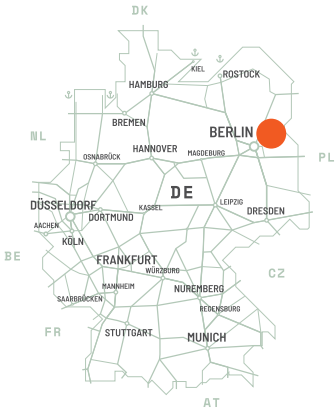 DK
KIEL
ROSTOCK
HAMBURG
BREMEN
BERLIN
NL
HANNOVER
MAGDEBURG
OSNABRÜCK
PL
DE
DÜSSELDORF
KASSEL
LEIPZIG
DORTMUND
DRESDEN
AACHEN
KÖLN
BE
FRANKFURT
WÜRZBURG
CZ
MANNHEIM
NUREMBERG
SAARBRÜCKEN
REGENSBURG
FR
STUTTGART
MUNICH
AT